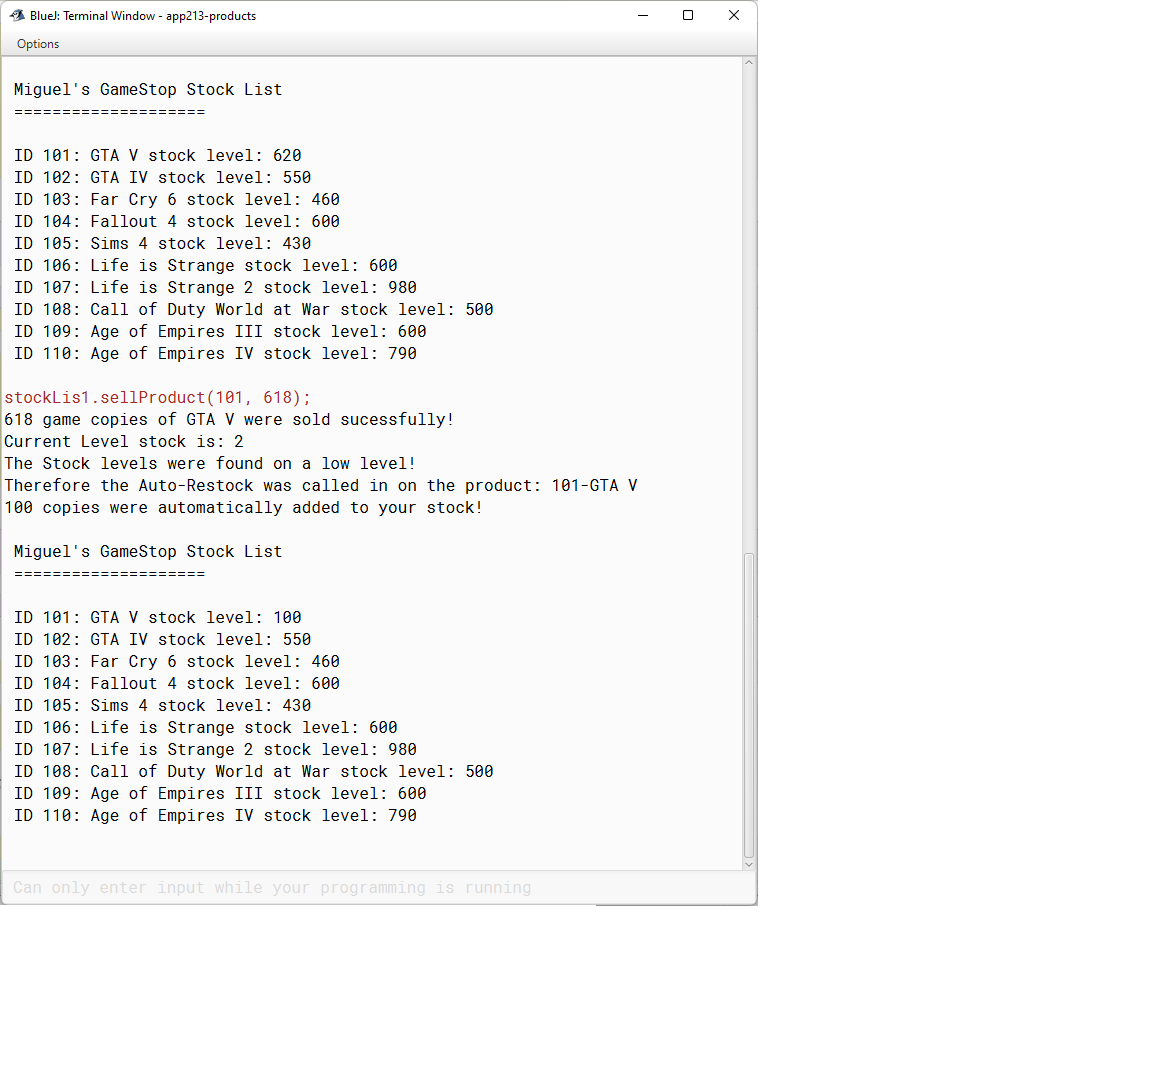 BlueJ: Terminal Window - app213-products
Options
Miguel's GameStop Stock List
====================
ID 101: GTA V stock level: 620
ID 102: GTA IV stock level: 550
ID 103: Far Cry 6 stock level: 460
ID 104: Fallout 4 stock level: 600
ID 105: Sims 4 stock level: 430
ID 106: Life is Strange stock level: 600
ID 107: Life is Strange 2 stock level: 980
ID 108: Call of Duty World at War stock level: 500
ID 109: Age of Empires III stock level: 600
ID 110: Age of Empires IV stock level: 790
stockLis1.sellProduct(101, 618);
618 game copies of GTA V were sold sucessfully!
Current Level stock is: 2
The Stock levels were found on a low level!
Therefore the Auto-Restock was called in on the product: 101-GTA V
100 copies were automatically added to your stock!
Miguel's GameStop Stock List
====================
ID 101: GTA V stock level: 100
ID 102: GTA IV stock level: 550
ID 103: Far Cry 6 stock level: 460
ID 104: Fallout 4 stock level: 600
ID 105: Sims 4 stock level: 430
ID 106: Life is Strange stock level: 600
ID 107: Life is Strange 2 stock level: 980
ID 108: Call of Duty World at War stock level: 500
ID 109: Age of Empires III stock level: 600
ID 110: Age of Empires IV stock level: 790
Can only enter input while your programming is running